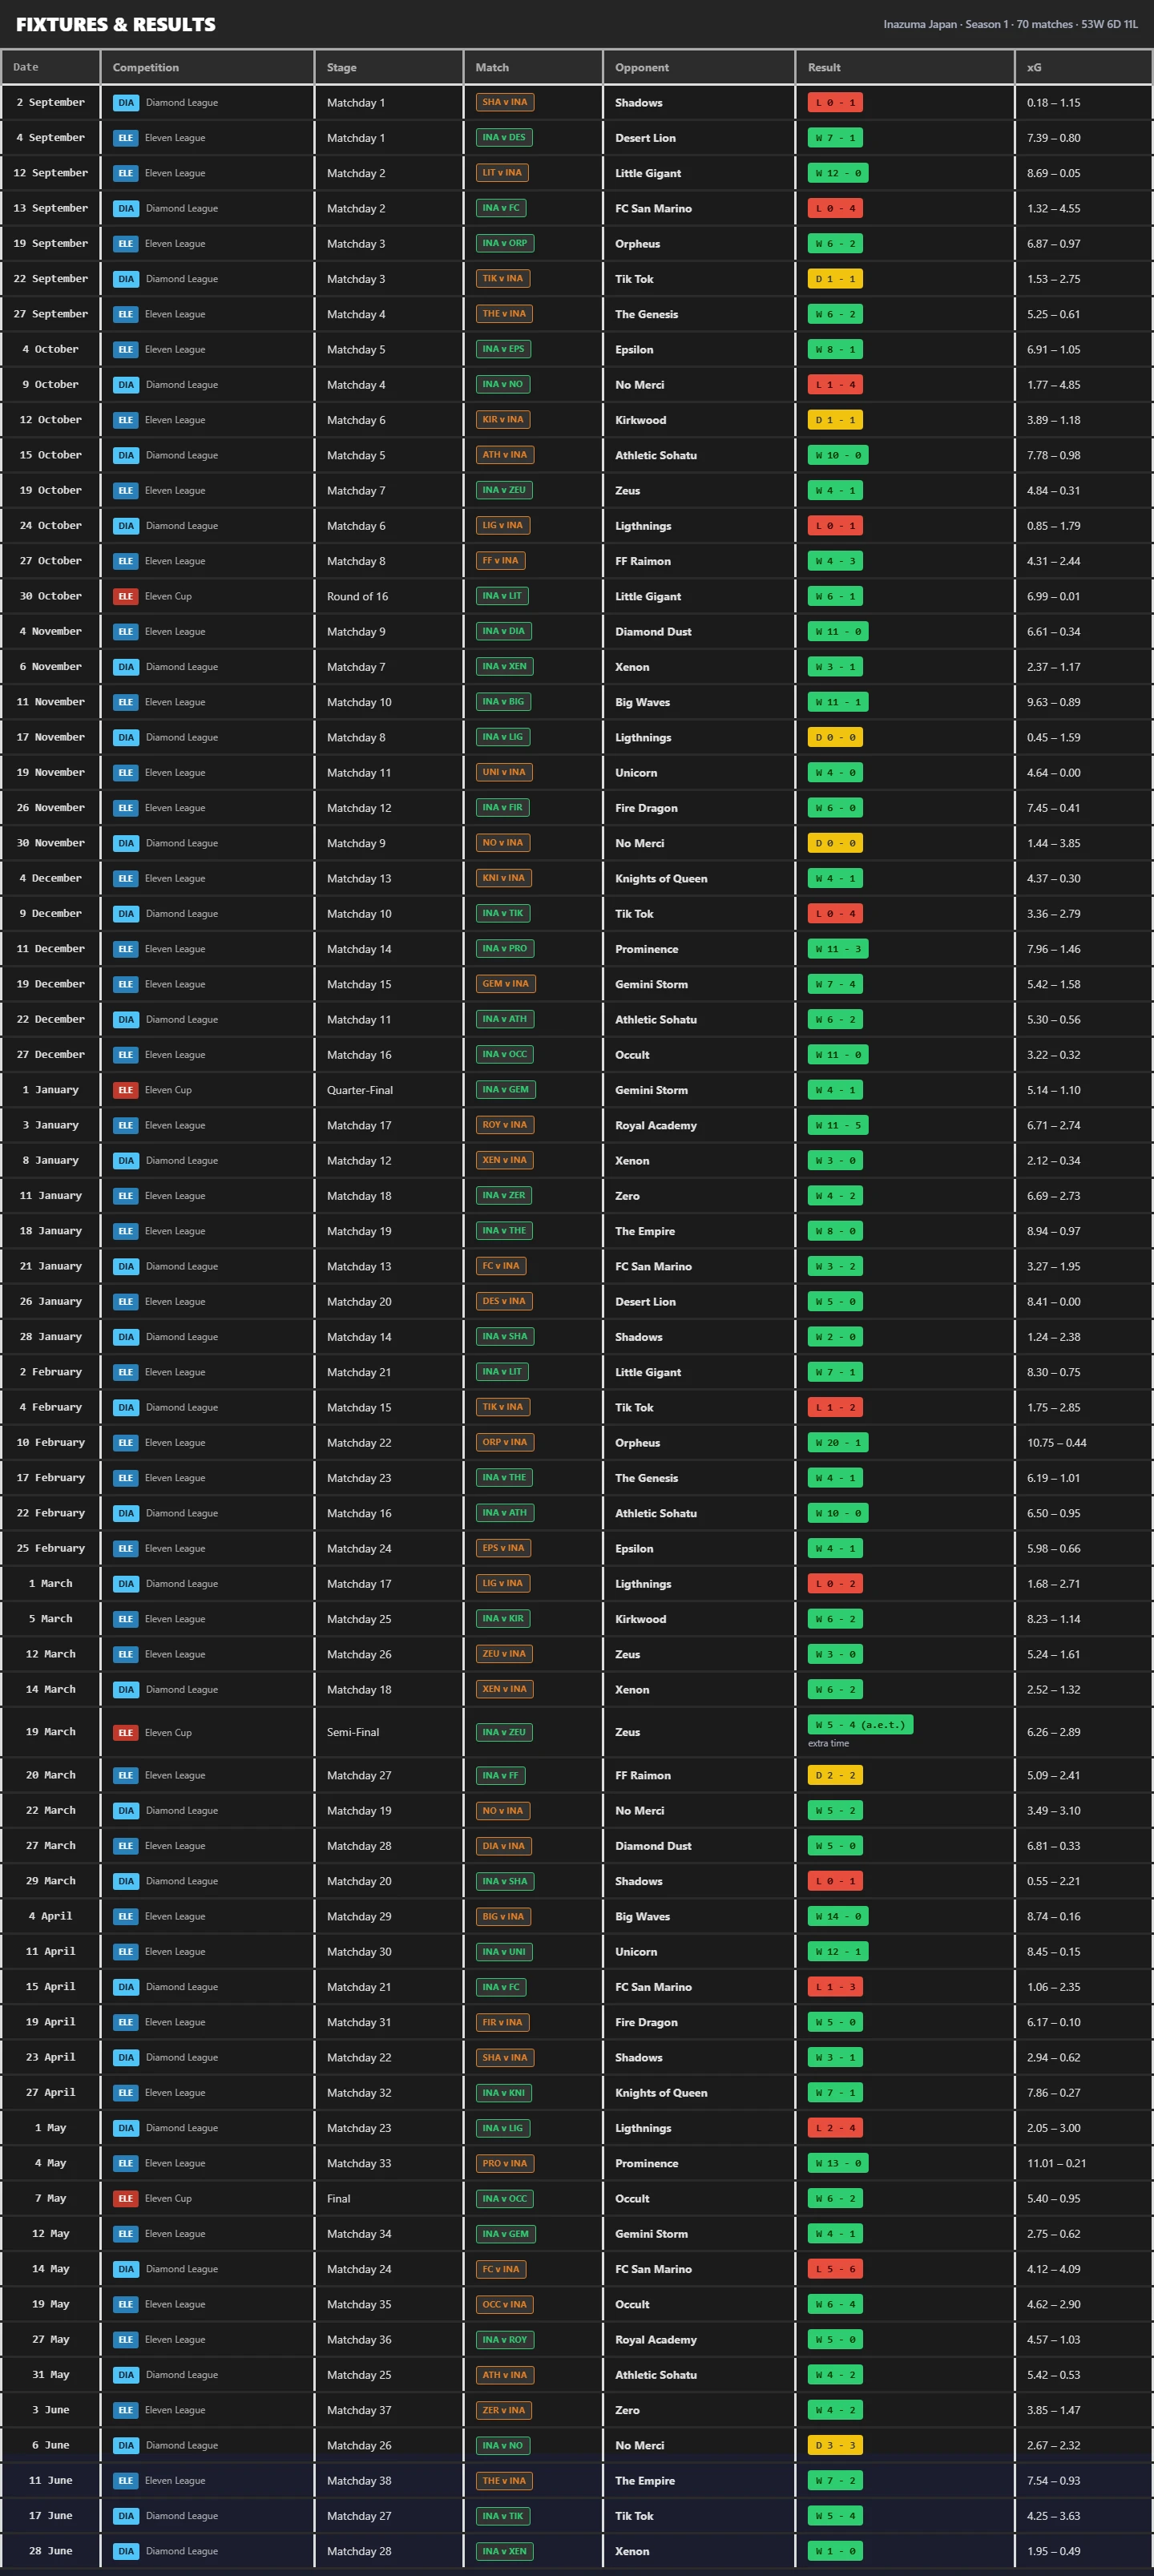 FIXTURES & RESULTS Inazuma Japan · Season 1 · 70 matches · 53W 6D 11L
Date Competition Stage Match Opponent Result xG
2 September DIA Diamond League Matchday 1 SHA v INA Shadows L 0 - 1 0.18 – 1.15
4 September ELE Eleven League Matchday 1 INA v DES Desert Lion W 7 - 1 7.39 – 0.80
12 September ELE Eleven League Matchday 2 LIT v INA Little Gigant W 12 - 0 8.69 – 0.05
13 September DIA Diamond League Matchday 2 INA v FC FC San Marino L 0 - 4 1.32 – 4.55
19 September ELE Eleven League Matchday 3 INA v ORP Orpheus W 6 - 2 6.87 – 0.97
22 September DIA Diamond League Matchday 3 TIK v INA Tik Tok D 1 - 1 1.53 – 2.75
27 September ELE Eleven League Matchday 4 THE v INA The Genesis W 6 - 2 5.25 – 0.61
4 October ELE Eleven League Matchday 5 INA v EPS Epsilon W 8 - 1 6.91 – 1.05
9 October DIA Diamond League Matchday 4 INA v NO No Merci L 1 - 4 1.77 – 4.85
12 October ELE Eleven League Matchday 6 KIR v INA Kirkwood D 1 - 1 3.89 – 1.18
15 October DIA Diamond League Matchday 5 ATH v INA Athletic Sohatu W 10 - 0 7.78 – 0.98
19 October ELE Eleven League Matchday 7 INA v ZEU Zeus W 4 - 1 4.84 – 0.31
24 October DIA Diamond League Matchday 6 LIG v INA Ligthnings L 0 - 1 0.85 – 1.79
27 October ELE Eleven League Matchday 8 FF v INA FF Raimon W 4 - 3 4.31 – 2.44
30 October ELE Eleven Cup Round of 16 INA v LIT Little Gigant W 6 - 1 6.99 – 0.01
4 November ELE Eleven League Matchday 9 INA v DIA Diamond Dust W 11 - 0 6.61 – 0.34
6 November DIA Diamond League Matchday 7 INA v XEN Xenon W 3 - 1 2.37 – 1.17
11 November ELE Eleven League Matchday 10 INA v BIG Big Waves W 11 - 1 9.63 – 0.89
17 November DIA Diamond League Matchday 8 INA v LIG Ligthnings D 0 - 0 0.45 – 1.59
19 November ELE Eleven League Matchday 11 UNI v INA Unicorn W 4 - 0 4.64 – 0.00
26 November ELE Eleven League Matchday 12 INA v FIR Fire Dragon W 6 - 0 7.45 – 0.41
30 November DIA Diamond League Matchday 9 NO v INA No Merci D 0 - 0 1.44 – 3.85
4 December ELE Eleven League Matchday 13 KNI v INA Knights of Queen W 4 - 1 4.37 – 0.30
9 December DIA Diamond League Matchday 10 INA v TIK Tik Tok L 0 - 4 3.36 – 2.79
11 December ELE Eleven League Matchday 14 INA v PRO Prominence W 11 - 3 7.96 – 1.46
19 December ELE Eleven League Matchday 15 GEM v INA Gemini Storm W 7 - 4 5.42 – 1.58
22 December DIA Diamond League Matchday 11 INA v ATH Athletic Sohatu W 6 - 2 5.30 – 0.56
27 December ELE Eleven League Matchday 16 INA v OCC Occult W 11 - 0 3.22 – 0.32
1 January ELE Eleven Cup Quarter-Final INA v GEM Gemini Storm W 4 - 1 5.14 – 1.10
3 January ELE Eleven League Matchday 17 ROY v INA Royal Academy W 11 - 5 6.71 – 2.74
8 January DIA Diamond League Matchday 12 XEN v INA Xenon W 3 - 0 2.12 – 0.34
11 January ELE Eleven League Matchday 18 INA v ZER Zero W 4 - 2 6.69 – 2.73
18 January ELE Eleven League Matchday 19 INA v THE The Empire W 8 - 0 8.94 – 0.97
21 January DIA Diamond League Matchday 13 FC v INA FC San Marino W 3 - 2 3.27 – 1.95
26 January ELE Eleven League Matchday 20 DES v INA Desert Lion W 5 - 0 8.41 – 0.00
28 January DIA Diamond League Matchday 14 INA v SHA Shadows W 2 - 0 1.24 – 2.38
2 February ELE Eleven League Matchday 21 INA v LIT Little Gigant W 7 - 1 8.30 – 0.75
4 February DIA Diamond League Matchday 15 TIK v INA Tik Tok L 1 - 2 1.75 – 2.85
10 February ELE Eleven League Matchday 22 ORP v INA Orpheus W 20 - 1 10.75 – 0.44
17 February ELE Eleven League Matchday 23 INA v THE The Genesis W 4 - 1 6.19 – 1.01
22 February DIA Diamond League Matchday 16 INA v ATH Athletic Sohatu W 10 - 0 6.50 – 0.95
25 February ELE Eleven League Matchday 24 EPS v INA Epsilon W 4 - 1 5.98 – 0.66
1 March DIA Diamond League Matchday 17 LIG v INA Ligthnings L 0 - 2 1.68 – 2.71
5 March ELE Eleven League Matchday 25 INA v KIR Kirkwood W 6 - 2 8.23 – 1.14
12 March ELE Eleven League Matchday 26 ZEU v INA Zeus W 3 - 0 5.24 – 1.61
14 March DIA Diamond League Matchday 18 XEN v INA Xenon W 6 - 2 2.52 – 1.32
19 March ELE Eleven Cup Semi-Final INA v ZEU Zeus W 5 - 4 (a.e.t.) 6.26 – 2.89
extra time
20 March ELE Eleven League Matchday 27 INA v FF FF Raimon D 2 - 2 5.09 – 2.41
22 March DIA Diamond League Matchday 19 NO v INA No Merci W 5 - 2 3.49 – 3.10
27 March ELE Eleven League Matchday 28 DIA v INA Diamond Dust W 5 - 0 6.81 – 0.33
29 March DIA Diamond League Matchday 20 INA v SHA Shadows L 0 - 1 0.55 – 2.21
4 April ELE Eleven League Matchday 29 BIG v INA Big Waves W 14 - 0 8.74 – 0.16
11 April ELE Eleven League Matchday 30 INA v UNI Unicorn W 12 - 1 8.45 – 0.15
15 April DIA Diamond League Matchday 21 INA v FC FC San Marino L 1 - 3 1.06 – 2.35
19 April ELE Eleven League Matchday 31 FIR v INA Fire Dragon W 5 - 0 6.17 – 0.10
23 April DIA Diamond League Matchday 22 SHA v INA Shadows W 3 - 1 2.94 – 0.62
27 April ELE Eleven League Matchday 32 INA v KNI Knights of Queen W 7 - 1 7.86 – 0.27
1 May DIA Diamond League Matchday 23 INA v LIG Ligthnings L 2 - 4 2.05 – 3.00
4 May ELE Eleven League Matchday 33 PRO v INA Prominence W 13 - 0 11.01 – 0.21
7 May ELE Eleven Cup Final INA v OCC Occult W 6 - 2 5.40 – 0.95
12 May ELE Eleven League Matchday 34 INA v GEM Gemini Storm W 4 - 1 2.75 – 0.62
14 May DIA Diamond League Matchday 24 FC v INA FC San Marino L 5 - 6 4.12 – 4.09
19 May ELE Eleven League Matchday 35 OCC v INA Occult W 6 - 4 4.62 – 2.90
27 May ELE Eleven League Matchday 36 INA v ROY Royal Academy W 5 - 0 4.57 – 1.03
31 May DIA Diamond League Matchday 25 ATH v INA Athletic Sohatu W 4 - 2 5.42 – 0.53
3 June ELE Eleven League Matchday 37 ZER v INA Zero W 4 - 2 3.85 – 1.47
6 June DIA Diamond League Matchday 26 INA v NO No Merci D 3 - 3 2.67 – 2.32
11 June ELE Eleven League Matchday 38 THE v INA The Empire W 7 - 2 7.54 – 0.93
17 June DIA Diamond League Matchday 27 INA v TIK Tik Tok W 5 - 4 4.25 – 3.63
28 June DIA Diamond League Matchday 28 INA v XEN Xenon W 1 - 0 1.95 – 0.49